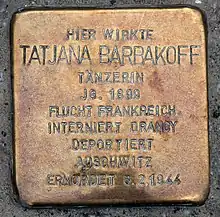 HIER WIRKTE
TATJANA BARBAKOFF
TÄNZERIN
JG. 1899
FLUCHT FRANKREICH
INTERNIERT DRANCY
DEPORTIERT
AUSCHWITZ
ERMORDET 6.2.1944